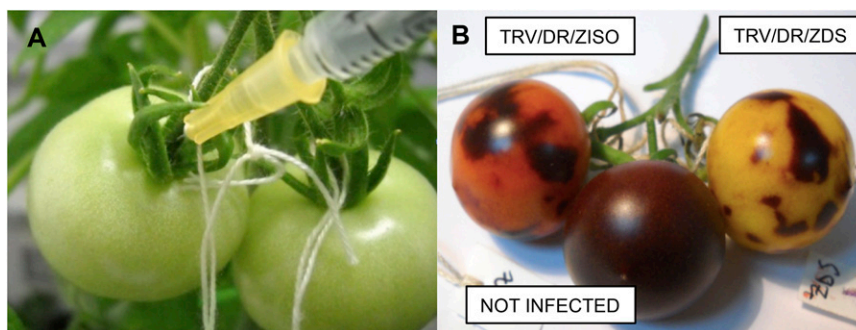 A
B
TRV/DR/ZISO
TRV/DR/ZDS
NOT INFECTED
ZDS